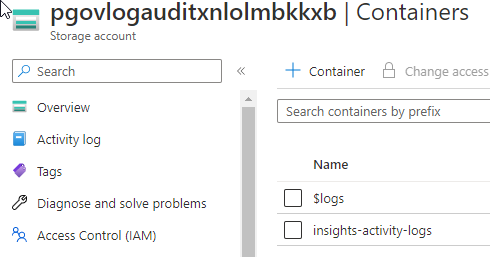 pgovlogauditxnlolmbkkxb | Containers
Storage account
Search
«
Container
Change access
Overview
Search containers by prefix
Activity log
Tags
Name
Diagnose and solve problems
$logs
Access Control (IAM)
insights-activity-logs